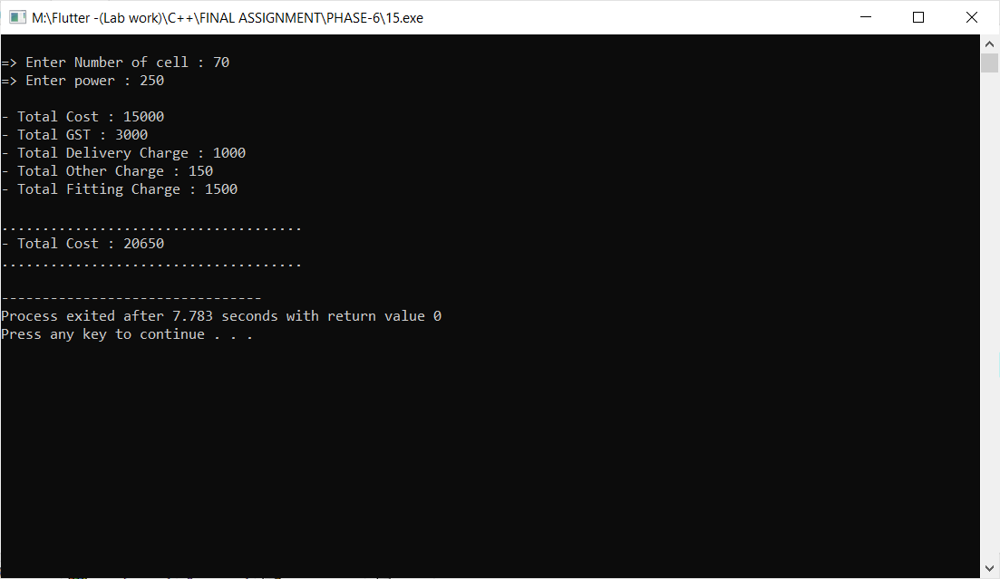 M:\Flutter -(Lab work)\C++\FINAL ASSIGNMENT\PHASE-6\15.exe
=> Enter Number of cell : 70
=> Enter power : 250
- Total Cost : 15000
- Total GST : 3000
- Total Delivery Charge : 1000
- Total Other Charge : 150
- Total Fitting Charge : 1500
.....................................
- Total Cost : 20650
.....................................
--------------------------------
Process exited after 7.783 seconds with return value 0
Press any key to continue . . .